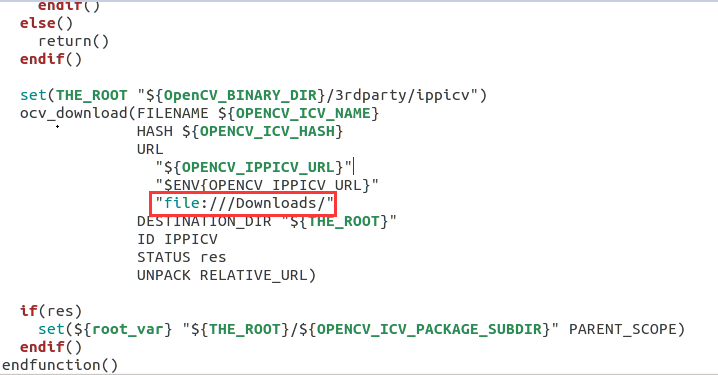 endif()
  else()
    return()
  endif()

  set(THE_ROOT "${OpenCV_BINARY_DIR}/3rdparty/ippicv")
  ocv_download(FILENAME ${OPENCV_ICV_NAME}
               HASH ${OPENCV_ICV_HASH}
               URL
                 "${OPENCV_IPPICV_URL}"
                 "$ENV{OPENCV_IPPICV_URL}"
                 "file:///Downloads/"
               DESTINATION_DIR "${THE_ROOT}"
               ID IPPICV
               STATUS res
               UNPACK RELATIVE_URL)

  if(res)
    set(${root_var} "${THE_ROOT}/${OPENCV_ICV_PACKAGE_SUBDIR}" PARENT_SCOPE)
  endif()
endfunction()